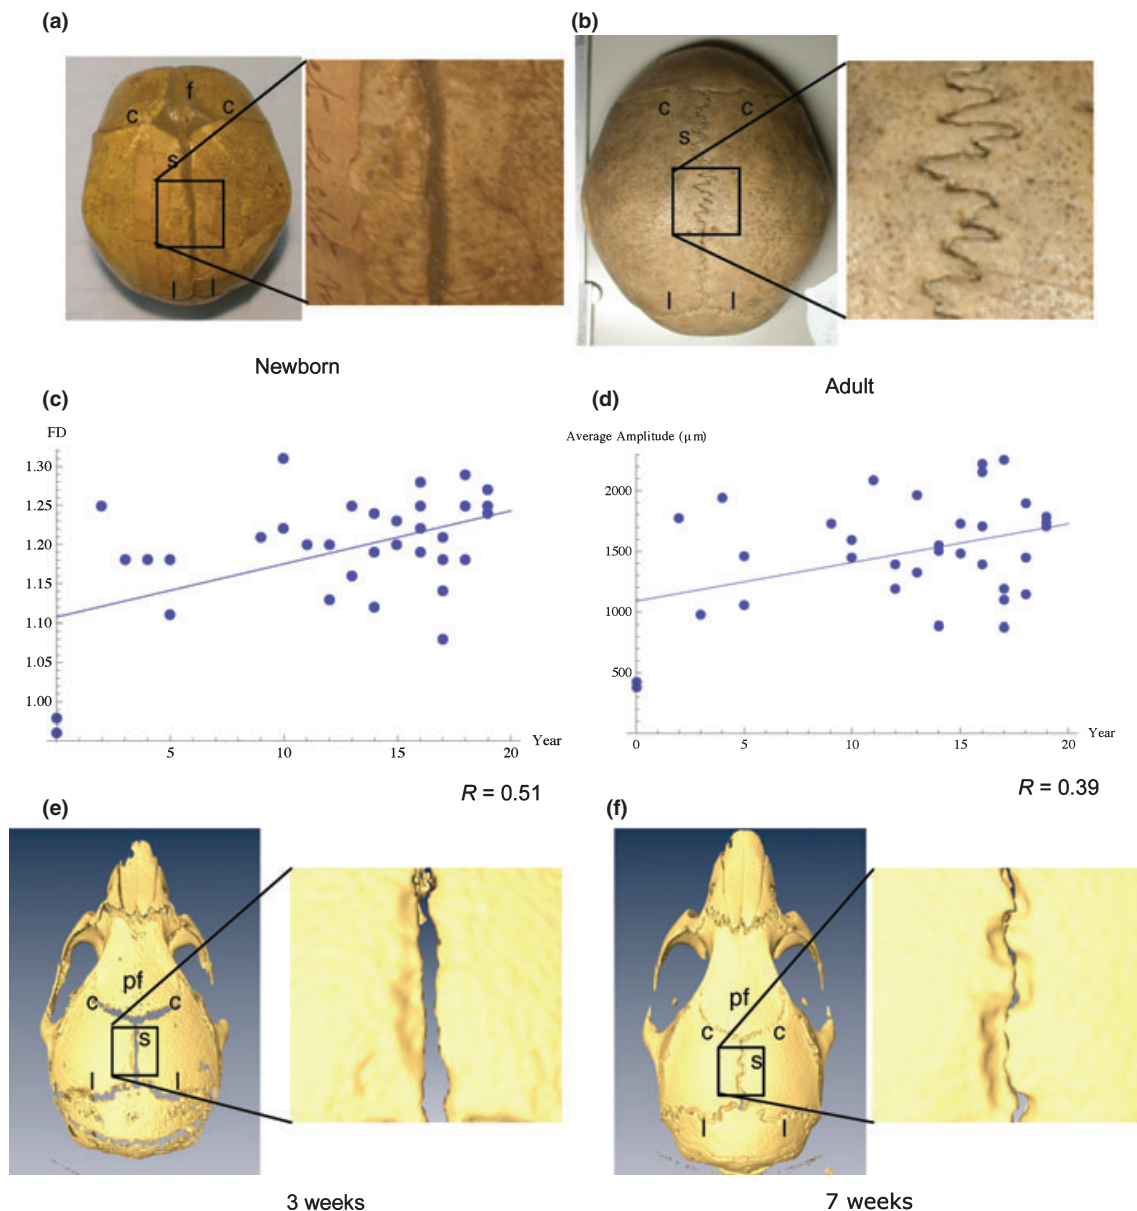 (a)
(b)
f
c c
s
l l
c c
s
l l
Newborn
Adult
(c)
(d)
FD
1.30
1.25
1.20
1.15
1.10
1.05
1.00
5 10 15 20 Year
R = 0.51
Average Amplitude (μm)
2000
1500
1000
500
0 5 10 15 20 Year
R = 0.39
(e)
(f)
pf
c c
s
l l
pf
c c
s
l l
3 weeks
7 weeks